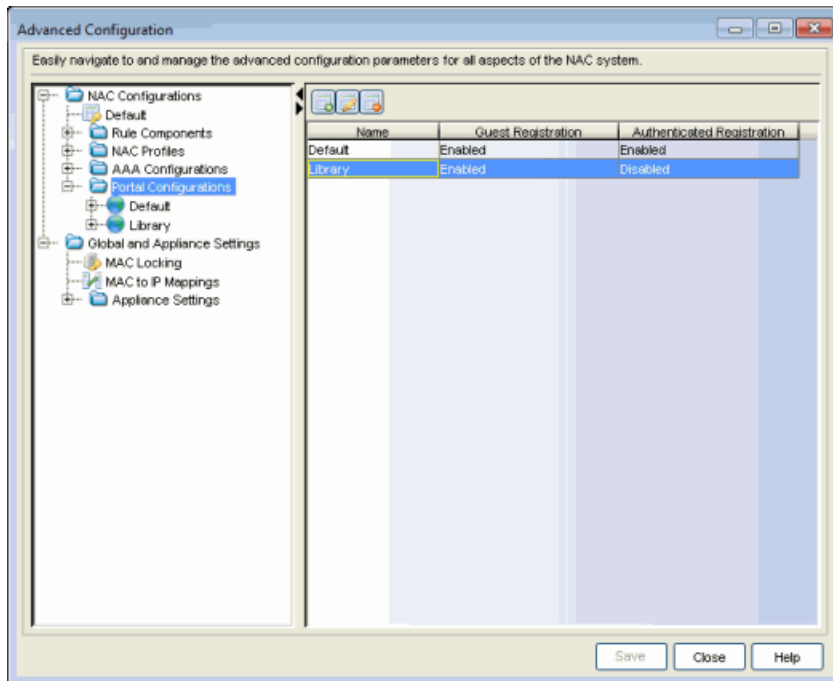 Advanced Configuration
Easily navigate to and manage the advanced configuration parameters for all aspects of the NAC system.
NAC Configurations
Default
Rule Components
NAC Profiles
AAA Configurations
Portal Configurations
Default
Library
Global and Appliance Settings
MAC Locking
MAC to IP Mappings
Appliance Settings
Name Guest Registration Authenticated Registration
Default Enabled Enabled
Library Enabled Disabled
Save Close Help